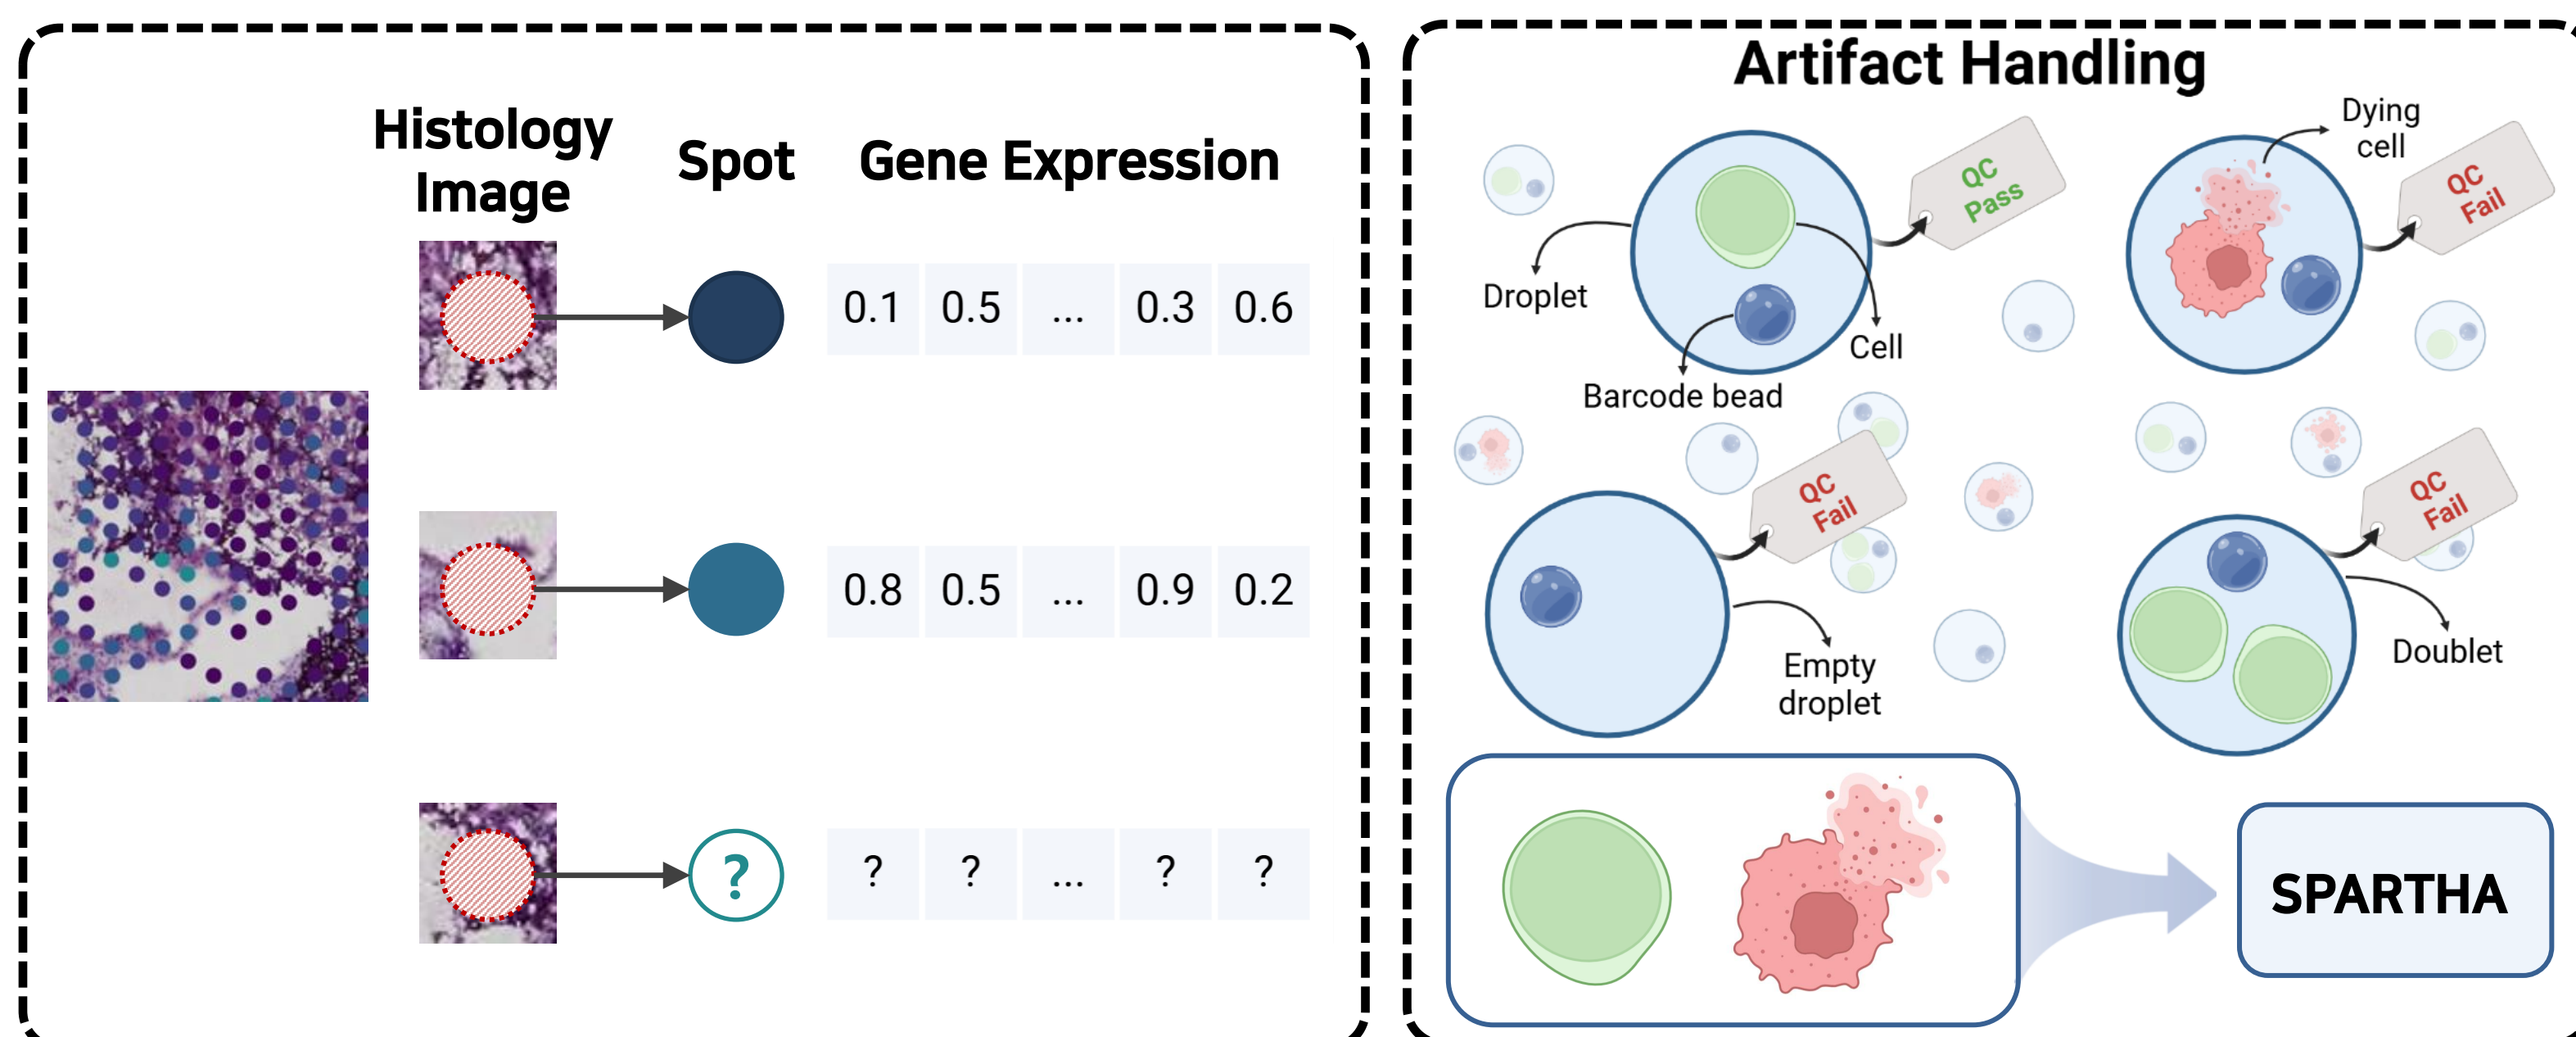 Histology
Image
Spot
Gene Expression
0.1 0.5 ... 0.3 0.6
0.8 0.5 ... 0.9 0.2
?
? ? ... ? ?
Artifact Handling
Droplet
Barcode bead
Cell
QC
Pass
Dying
cell
QC
Fail
QC
Fail
Empty
droplet
QC
Fail
Doublet
SPARTHA